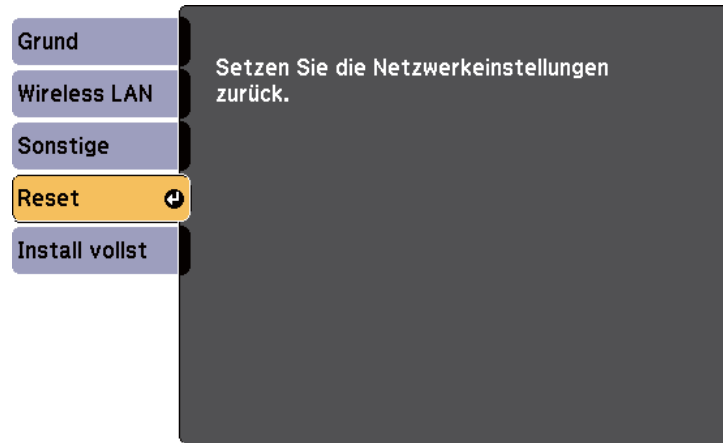 Grund
Wireless LAN
Sonstige
Reset
Install vollst
Setzen Sie die Netzwerkeinstellungen
zurück.